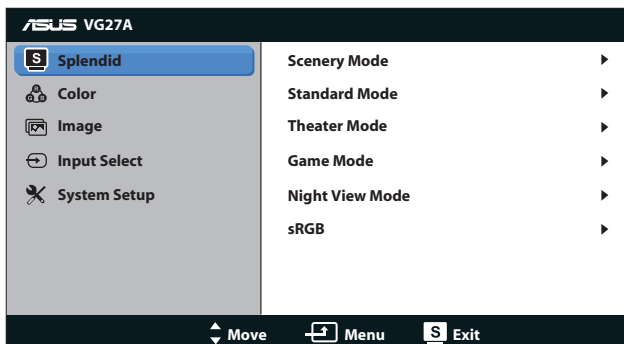 ASUS VG27A
S Splendid
Color
Image
Input Select
System Setup
Scenery Mode
Standard Mode
Theater Mode
Game Mode
Night View Mode
sRGB
Move Menu S Exit